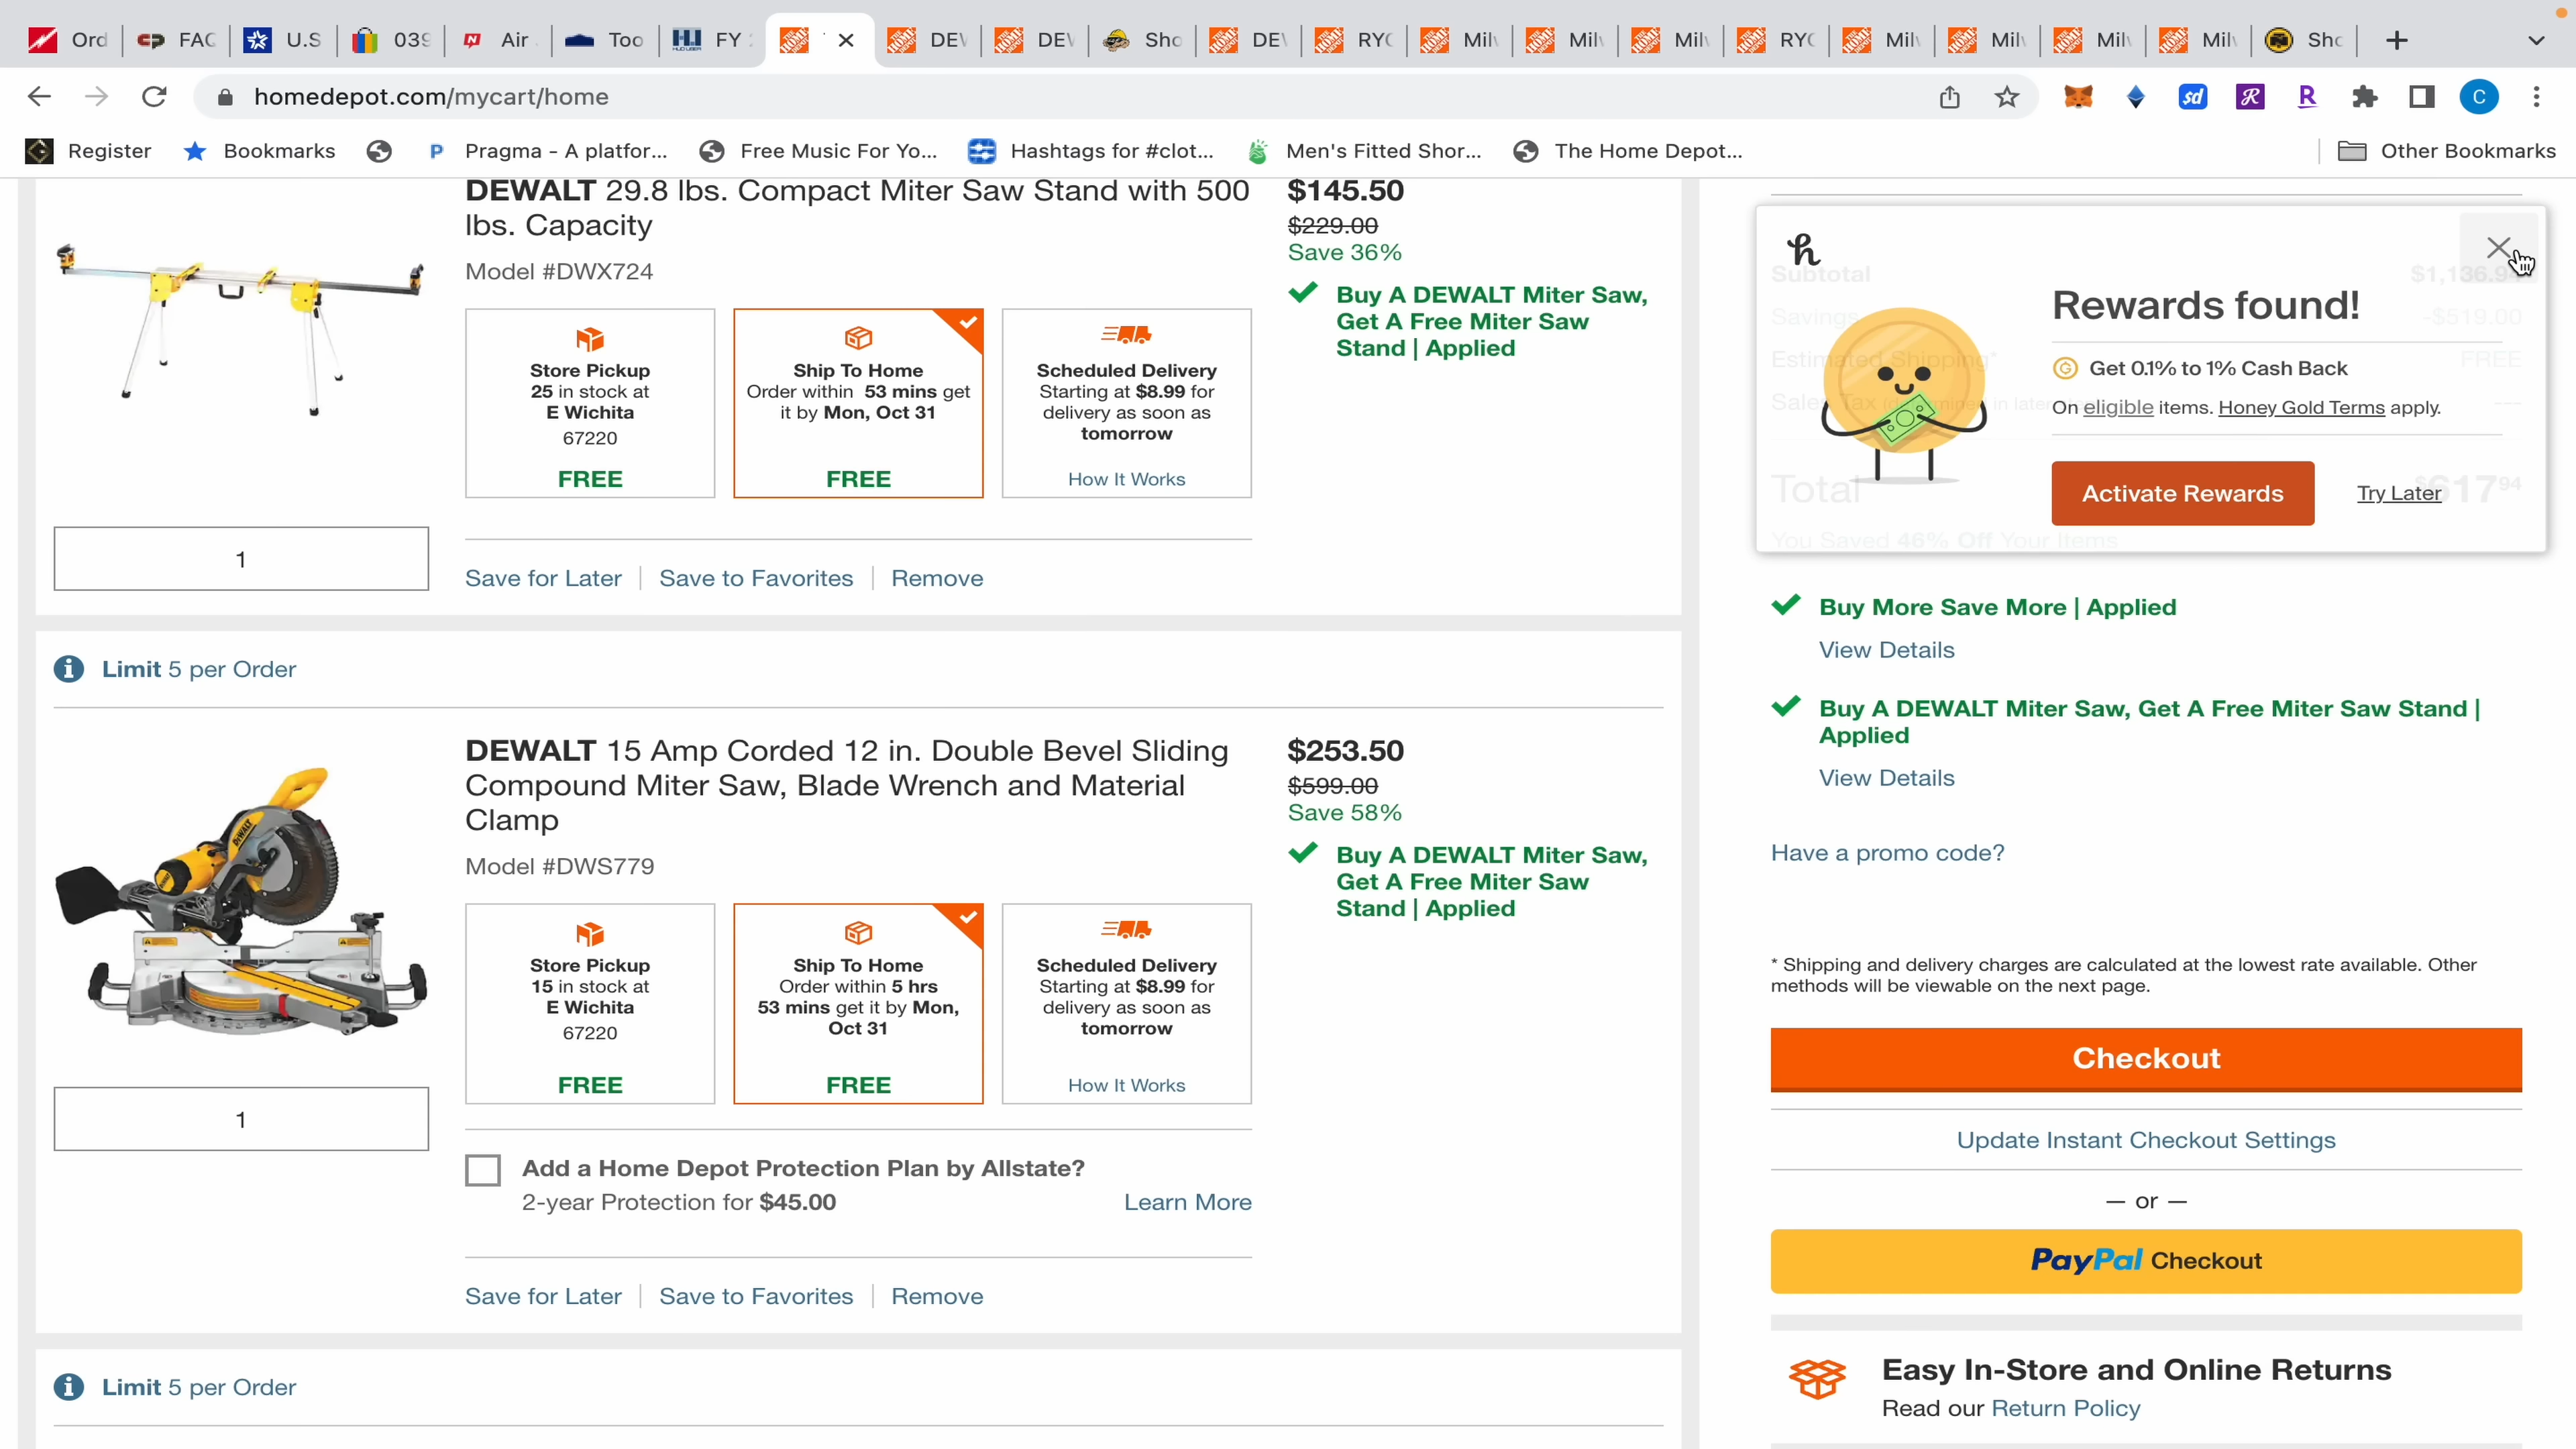 Ord
FAQ
U.S
039
Air
Too
FY 2
DEW
DEW
Sho
DEW
RYO
Milv
Milv
Milv
RYO
Milv
Milv
Milv
Milv
Sho
homedepot.com/mycart/home
sd
R
R
C
Register
Bookmarks
P Pragma - A platfor...
Free Music For Yo...
Hashtags for #clot...
Men's Fitted Shor...
The Home Depot...
Other Bookmarks
DEWALT 29.8 lbs. Compact Miter Saw Stand with 500
lbs. Capacity
Model #DWX724
$145.50
$229.00
Save 36%
Buy A DEWALT Miter Saw,
Get A Free Miter Saw
Stand | Applied
Store Pickup
25 in stock at
E Wichita
67220
FREE
Ship To Home
Order within 53 mins get
it by Mon, Oct 31
FREE
Scheduled Delivery
Starting at $8.99 for
delivery as soon as
tomorrow
How It Works
1
Save for Later | Save to Favorites | Remove
Limit 5 per Order
DEWALT 15 Amp Corded 12 in. Double Bevel Sliding
Compound Miter Saw, Blade Wrench and Material
Clamp
Model #DWS779
$253.50
$599.00
Save 58%
Buy A DEWALT Miter Saw,
Get A Free Miter Saw
Stand | Applied
DEWALT
Store Pickup
15 in stock at
E Wichita
67220
FREE
Ship To Home
Order within 5 hrs
53 mins get it by Mon,
Oct 31
FREE
Scheduled Delivery
Starting at $8.99 for
delivery as soon as
tomorrow
How It Works
1
Add a Home Depot Protection Plan by Allstate?
2-year Protection for $45.00
Learn More
Save for Later | Save to Favorites | Remove
Limit 5 per Order
h
Subtotal
Savings -$519.00
Estimated Shipping* FREE
Rewards found!
Get 0.1% to 1% Cash Back
On eligible items. Honey Gold Terms apply.
Activate Rewards
Try Later
Total $617.94
You Saved 46% Off Your Items
Buy More Save More | Applied
View Details
Buy A DEWALT Miter Saw, Get A Free Miter Saw Stand |
Applied
View Details
Have a promo code?
* Shipping and delivery charges are calculated at the lowest rate available. Other
methods will be viewable on the next page.
Checkout
Update Instant Checkout Settings
— or —
PayPal Checkout
Easy In-Store and Online Returns
Read our Return Policy